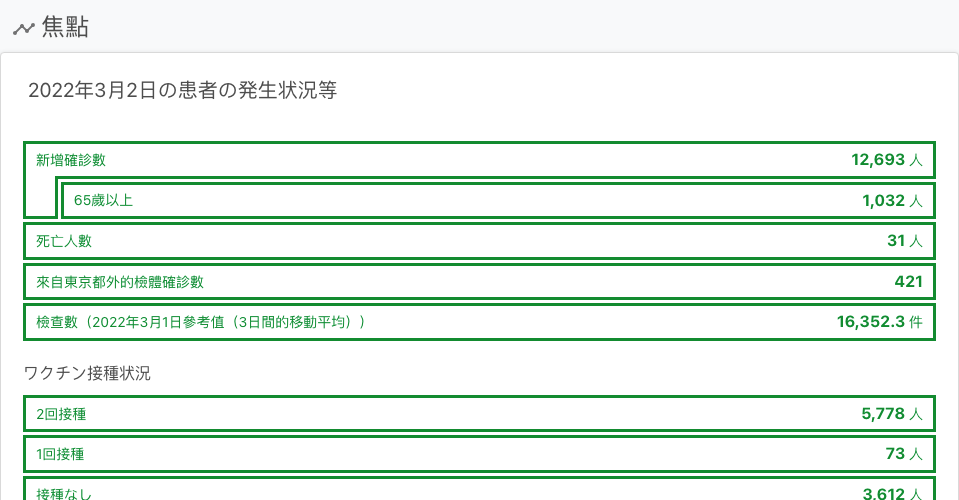 焦點
2022年3月2日の患者の発生状況等
新增確診數 12,693 人
65歲以上 1,032 人
死亡人數 31 人
來自東京都外的檢體確診數 421
檢查數（2022年3月1日參考值（3日間的移動平均）） 16,352.3 件
ワクチン接種状況
2回接種 5,778 人
1回接種 73 人
接種なし 3,612 人